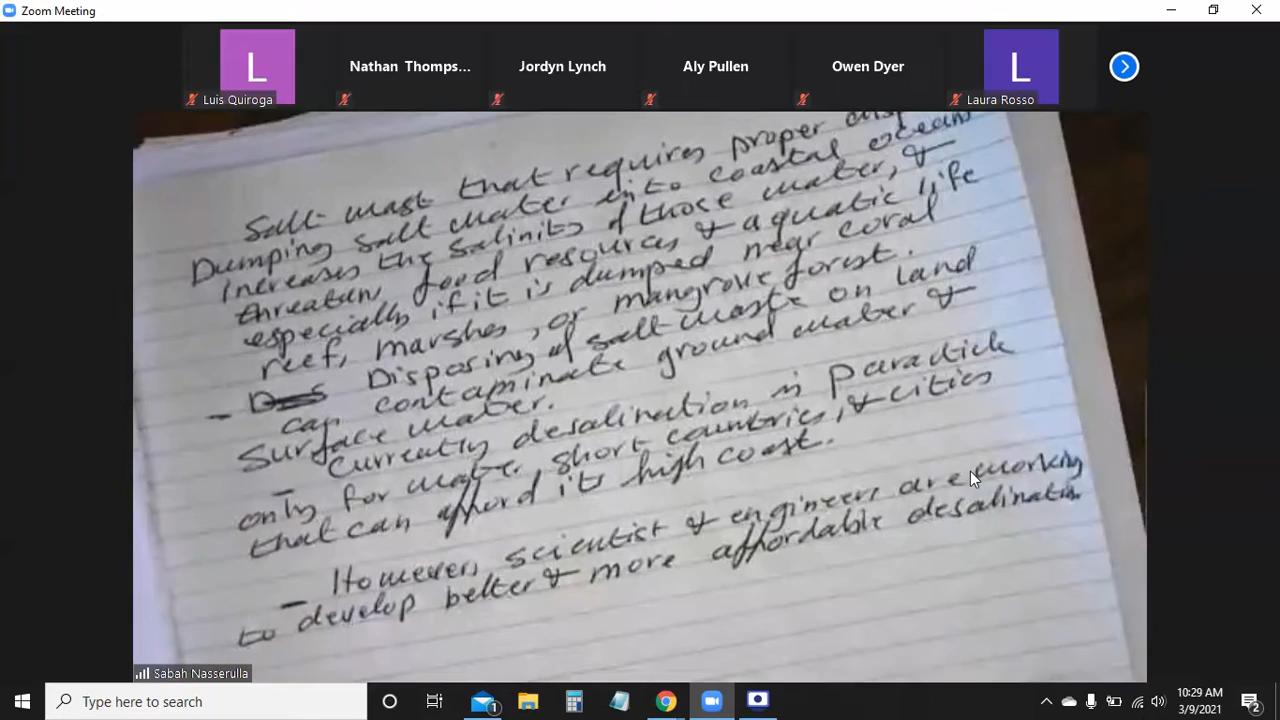 Zoom Meeting
L
Luis Quiroga
Nathan Thomps...
Jordyn Lynch
Aly Pullen
Owen Dyer
L
Laura Rosso
Salt wast that requires proper
Dumping salt water into coastal ocean
increases the salinity of those water, &
threaten food resources & aquatic life
especially if it is dumped near coral
reef, marshes, or mangrove forest.
- Disposing of salt waste on land
can contaminate ground water &
Surface water.
- Currently desalination is paractick
only for water short countries, & cities
that can afford its high coast.
- However, scientist & engineers are working
to develop better & more affordable desalination
Sabah Nasserulla
Type here to search
1
10:29 AM
3/9/2021
2